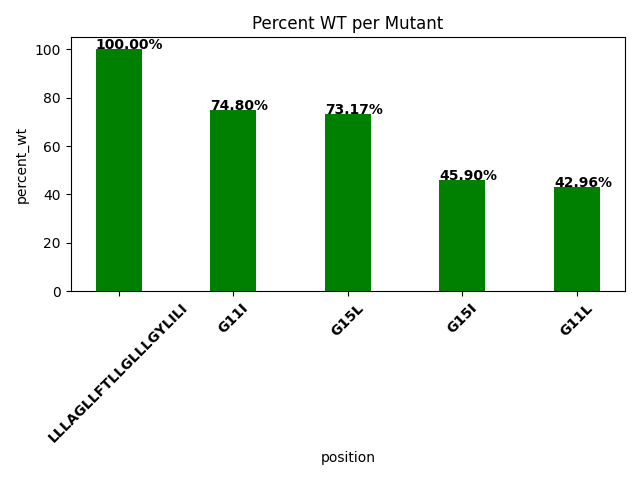 Percent WT per Mutant
percent_wt
100
80
60
40
20
0
100.00%
74.80%
73.17%
45.90%
42.96%
LLLAGLLFTLLGLLLGYLILI
G11I
G15L
G15I
G11L
position